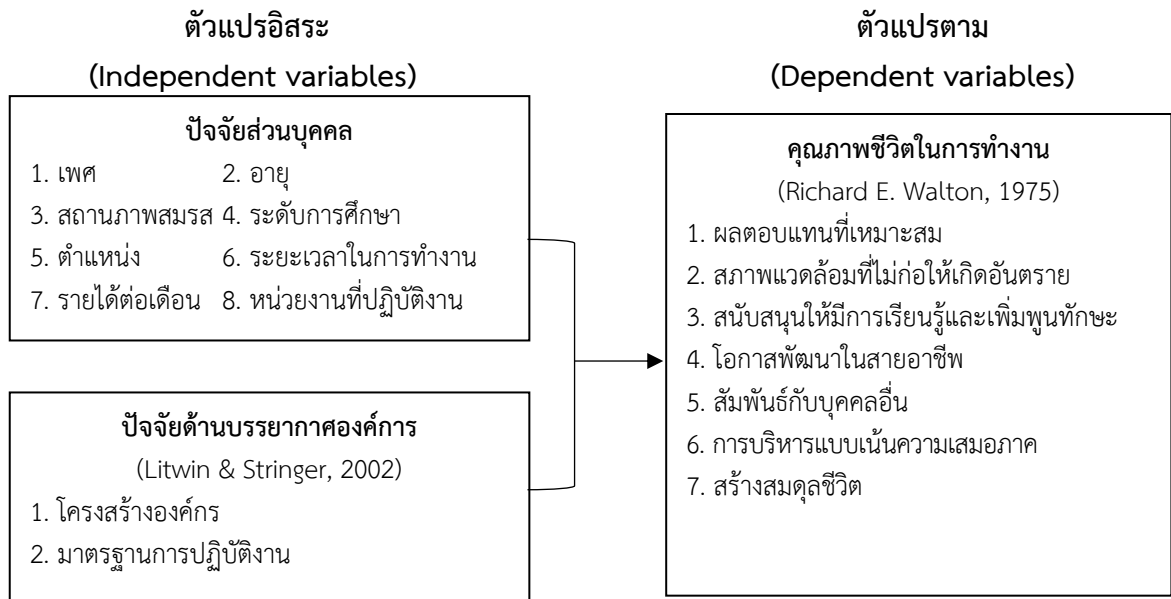 ตัวแปรอิสระ
(Independent variables)
ปัจจัยส่วนบุคคล
1. เพศ 2. อายุ
3. สถานภาพสมรส 4. ระดับการศึกษา
5. ตำแหน่ง 6. ระยะเวลาในการทำงาน
7. รายได้ต่อเดือน 8. หน่วยงานที่ปฏิบัติงาน
ปัจจัยด้านบรรยากาศองค์การ
(Litwin & Stringer, 2002)
1. โครงสร้างองค์กร
2. มาตรฐานการปฏิบัติงาน
ตัวแปรตาม
(Dependent variables)
คุณภาพชีวิตในการทำงาน
(Richard E. Walton, 1975)
1. ผลตอบแทนที่เหมาะสม
2. สภาพแวดล้อมที่ไม่ก่อให้เกิดอันตราย
3. สนับสนุนให้มีการเรียนรู้และเพิ่มพูนทักษะ
4. โอกาสพัฒนาในสายอาชีพ
5. สัมพันธ์กับบุคคลอื่น
6. การบริหารแบบเน้นความเสมอภาค
7. สร้างสมดุลชีวิต